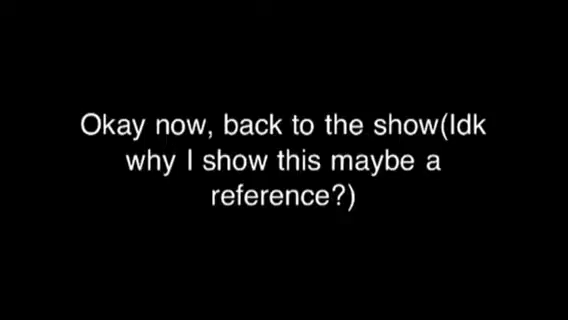 Okay now, back to the show(Idk
why I show this maybe a
reference?)